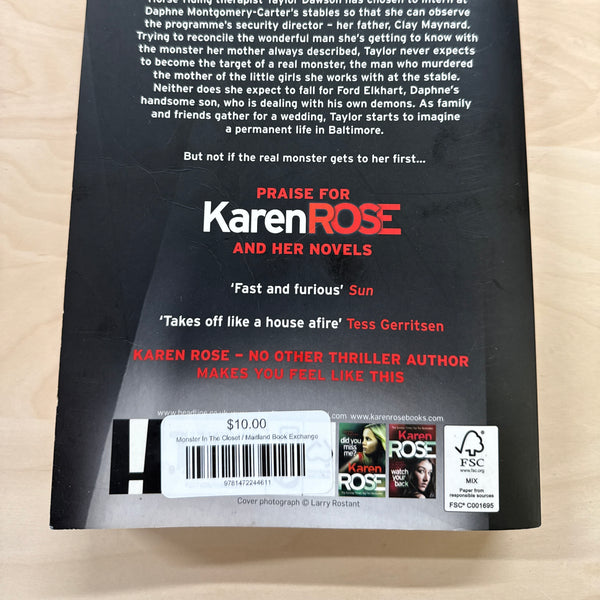 Horse riding therapist Taylor Dawson has chosen to intern at
Daphne Montgomery-Carter's stables so that she can observe
the programme's security director – her father, Clay Maynard.
Trying to reconcile the wonderful man she's getting to know with
the monster her mother always described, Taylor never expects
to become the target of a real monster, the man who murdered
the mother of the little girls she works with at the stable.
Neither does she expect to fall for Ford Elkhart, Daphne's
handsome son, who is dealing with his own demons. As family
and friends gather for a wedding, Taylor starts to imagine
a permanent life in Baltimore.
But not if the real monster gets to her first...
PRAISE FOR
KarenROSE
AND HER NOVELS
'Fast and furious' Sun
'Takes off like a house afire' Tess Gerritsen
KAREN ROSE – NO OTHER THRILLER AUTHOR
MAKES YOU FEEL LIKE THIS
www.headline.co.uk
com www.karenrosebooks.com
$10.00
Monster In The Closet / Maitland Book Exchange
9781472244611
did you
miss
me?
Karen
ROSE
Karen
ROSE
watch
your
back
FSC
www.fsc.org
MIX
Paper from
responsible sources
FSC® C001695
Cover photograph © Larry Rostant